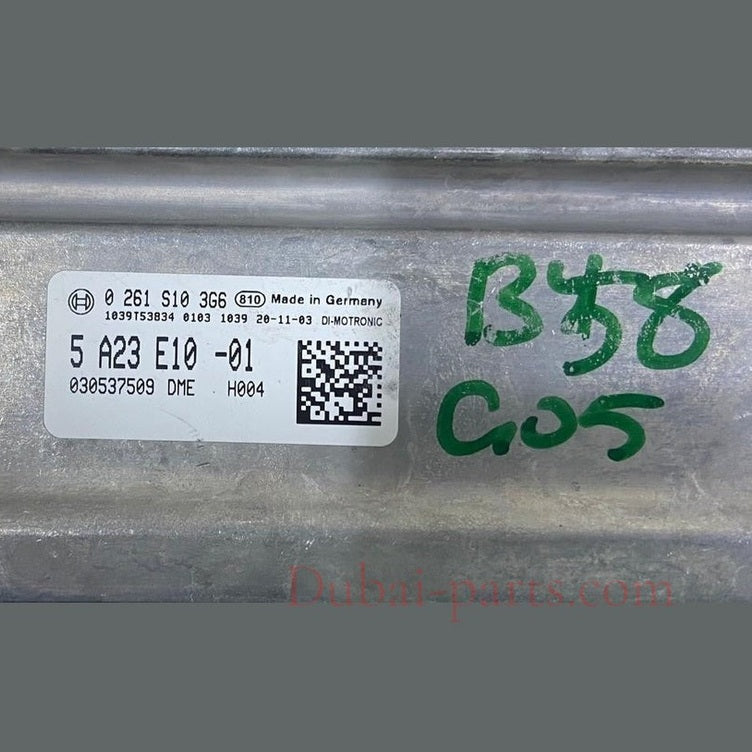 0 261 S10 3G6 810 Made in Germany
1039T53834 0103 1039 20-11-03 DI-MOTRONIC
5 A23 E10 -01
030537509 DME H004
B58
G05
Dubai-parts.com